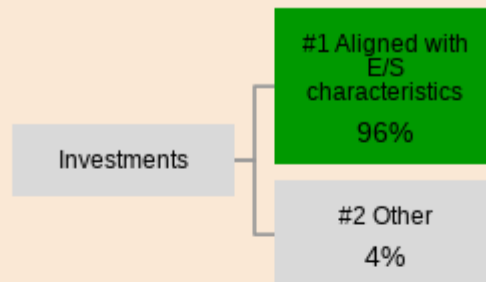 #1 Aligned with
E/S
characteristics
96%
Investments
#2 Other
4%